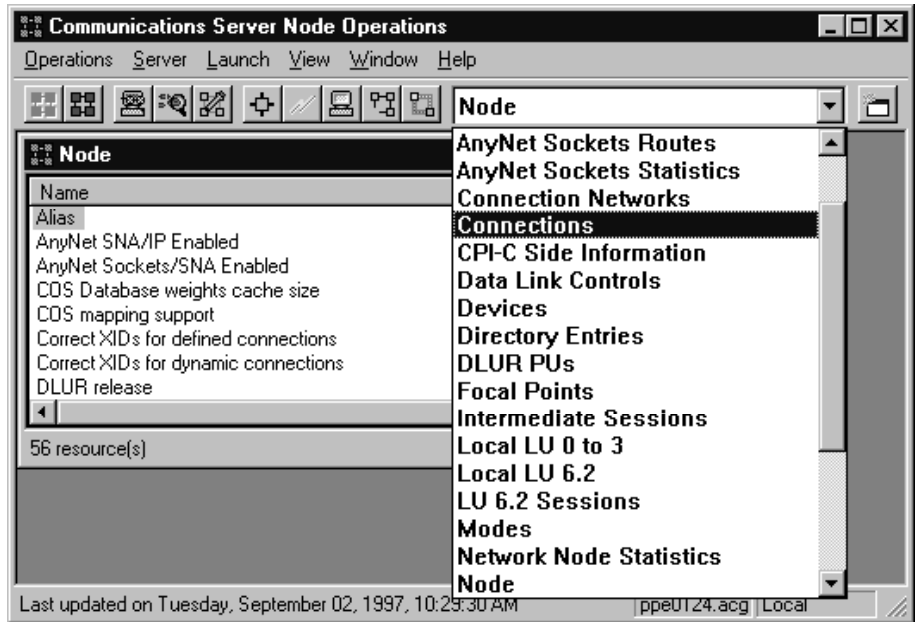 Communications Server Node Operations
Operations Server Launch View Window Help
Node
Node
Name
Alias
AnyNet SNA/IP Enabled
AnyNet Sockets/SNA Enabled
COS Database weights cache size
COS mapping support
Correct XIDs for defined connections
Correct XIDs for dynamic connections
DLUR release
56 resource(s)
AnyNet Sockets Routes
AnyNet Sockets Statistics
Connection Networks
Connections
CPI-C Side Information
Data Link Controls
Devices
Directory Entries
DLUR PUs
Focal Points
Intermediate Sessions
Local LU 0 to 3
Local LU 6.2
LU 6.2 Sessions
Modes
Network Node Statistics
Node
Last updated on Tuesday, September 02, 1997, 10:29:30 AM ppe0124.acg Local